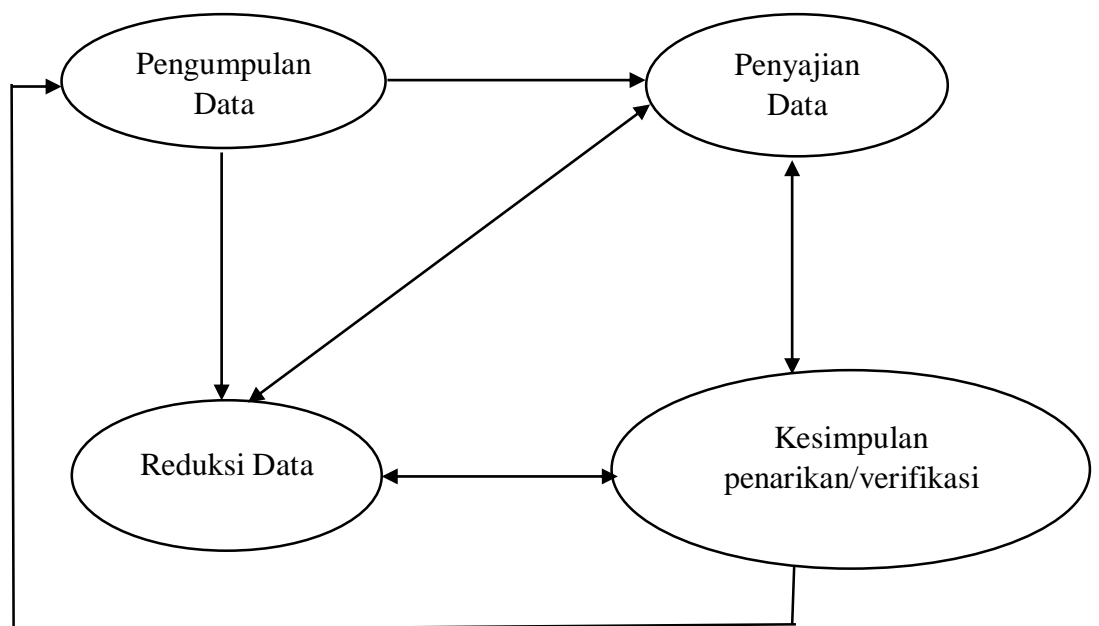 Pengumpulan
Data
Penyajian
Data
Reduksi Data
Kesimpulan
penarikan/verifikasi